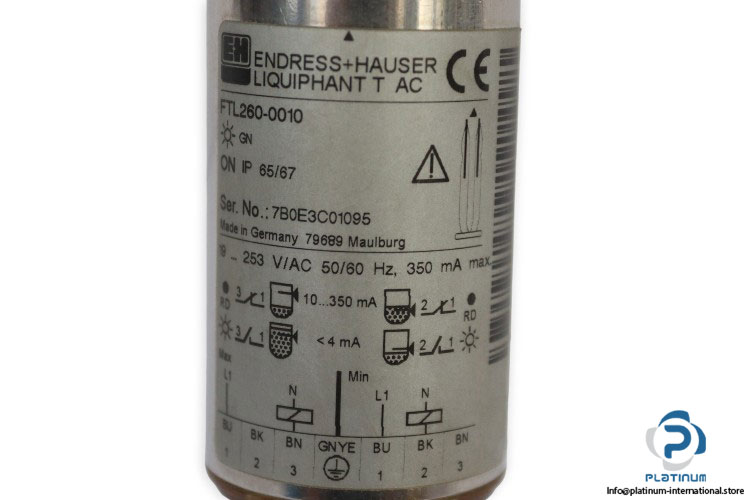 EH ENDRESS+HAUSER
LIQUIPHANT T AC
CE
FTL260-0010
GN
ON IP 65/67
Ser. No.: 7B0E3C01095
Made in Germany 79689 Maulburg
19 – 253 V/AC 50/60 Hz, 350 mA max.
3 1 10...350 mA 2 1
RD RD
3 1 < 4 mA 2 1
Max Min
L1 N L1 N
BU BK BN GNYE BU BK BN
1 2 3 1 2 3
PLATINUM
Info@platinum-international.store